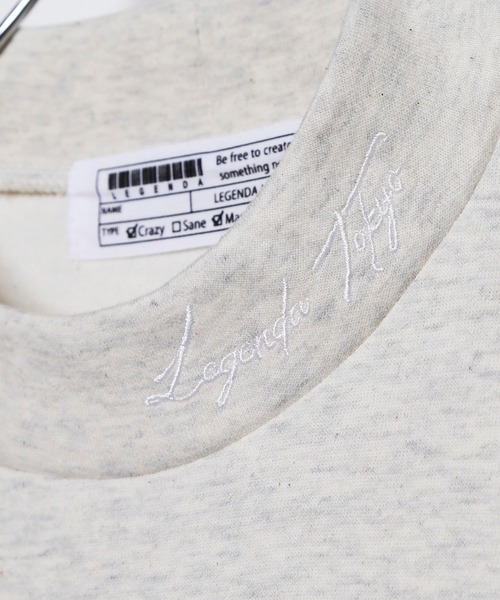 LEGENDA
Be free to create
something
NAME
LEGENDA
TYPE ☑Crazy ☐Sane ☑
Legenda Tokyo